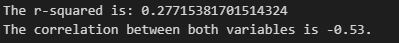 The r-squared is: 0.27715381701514324
The correlation between both variables is -0.53.